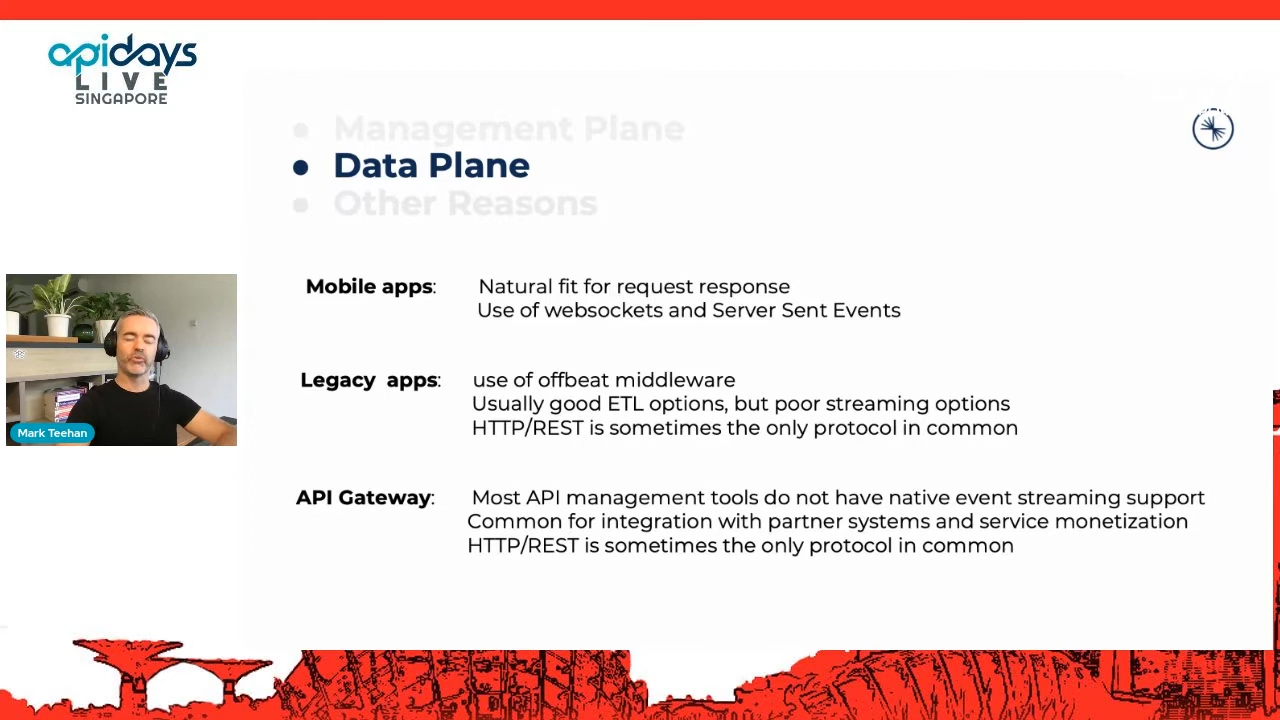 apidays
LIVE
SINGAPORE
Management Plane
Data Plane
Other Reasons
Mobile apps: Natural fit for request response
Use of websockets and Server Sent Events
Legacy apps: use of offbeat middleware
Usually good ETL options, but poor streaming options
HTTP/REST is sometimes the only protocol in common
API Gateway: Most API management tools do not have native event streaming support
Common for integration with partner systems and service monetization
HTTP/REST is sometimes the only protocol in common
Mark Teehan